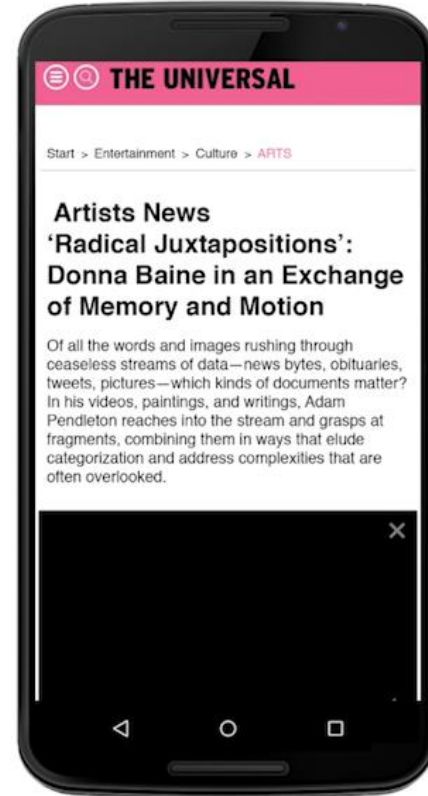 THE UNIVERSAL
Start > Entertainment > Culture > ARTS
Artists News
‘Radical Juxtapositions’:
Donna Baine in an Exchange
of Memory and Motion
Of all the words and images rushing through
ceaseless streams of data—news bytes, obituaries,
tweets, pictures—which kinds of documents matter?
In his videos, paintings, and writings, Adam
Pendleton reaches into the stream and grasps at
fragments, combining them in ways that elude
categorization and address complexities that are
often overlooked.